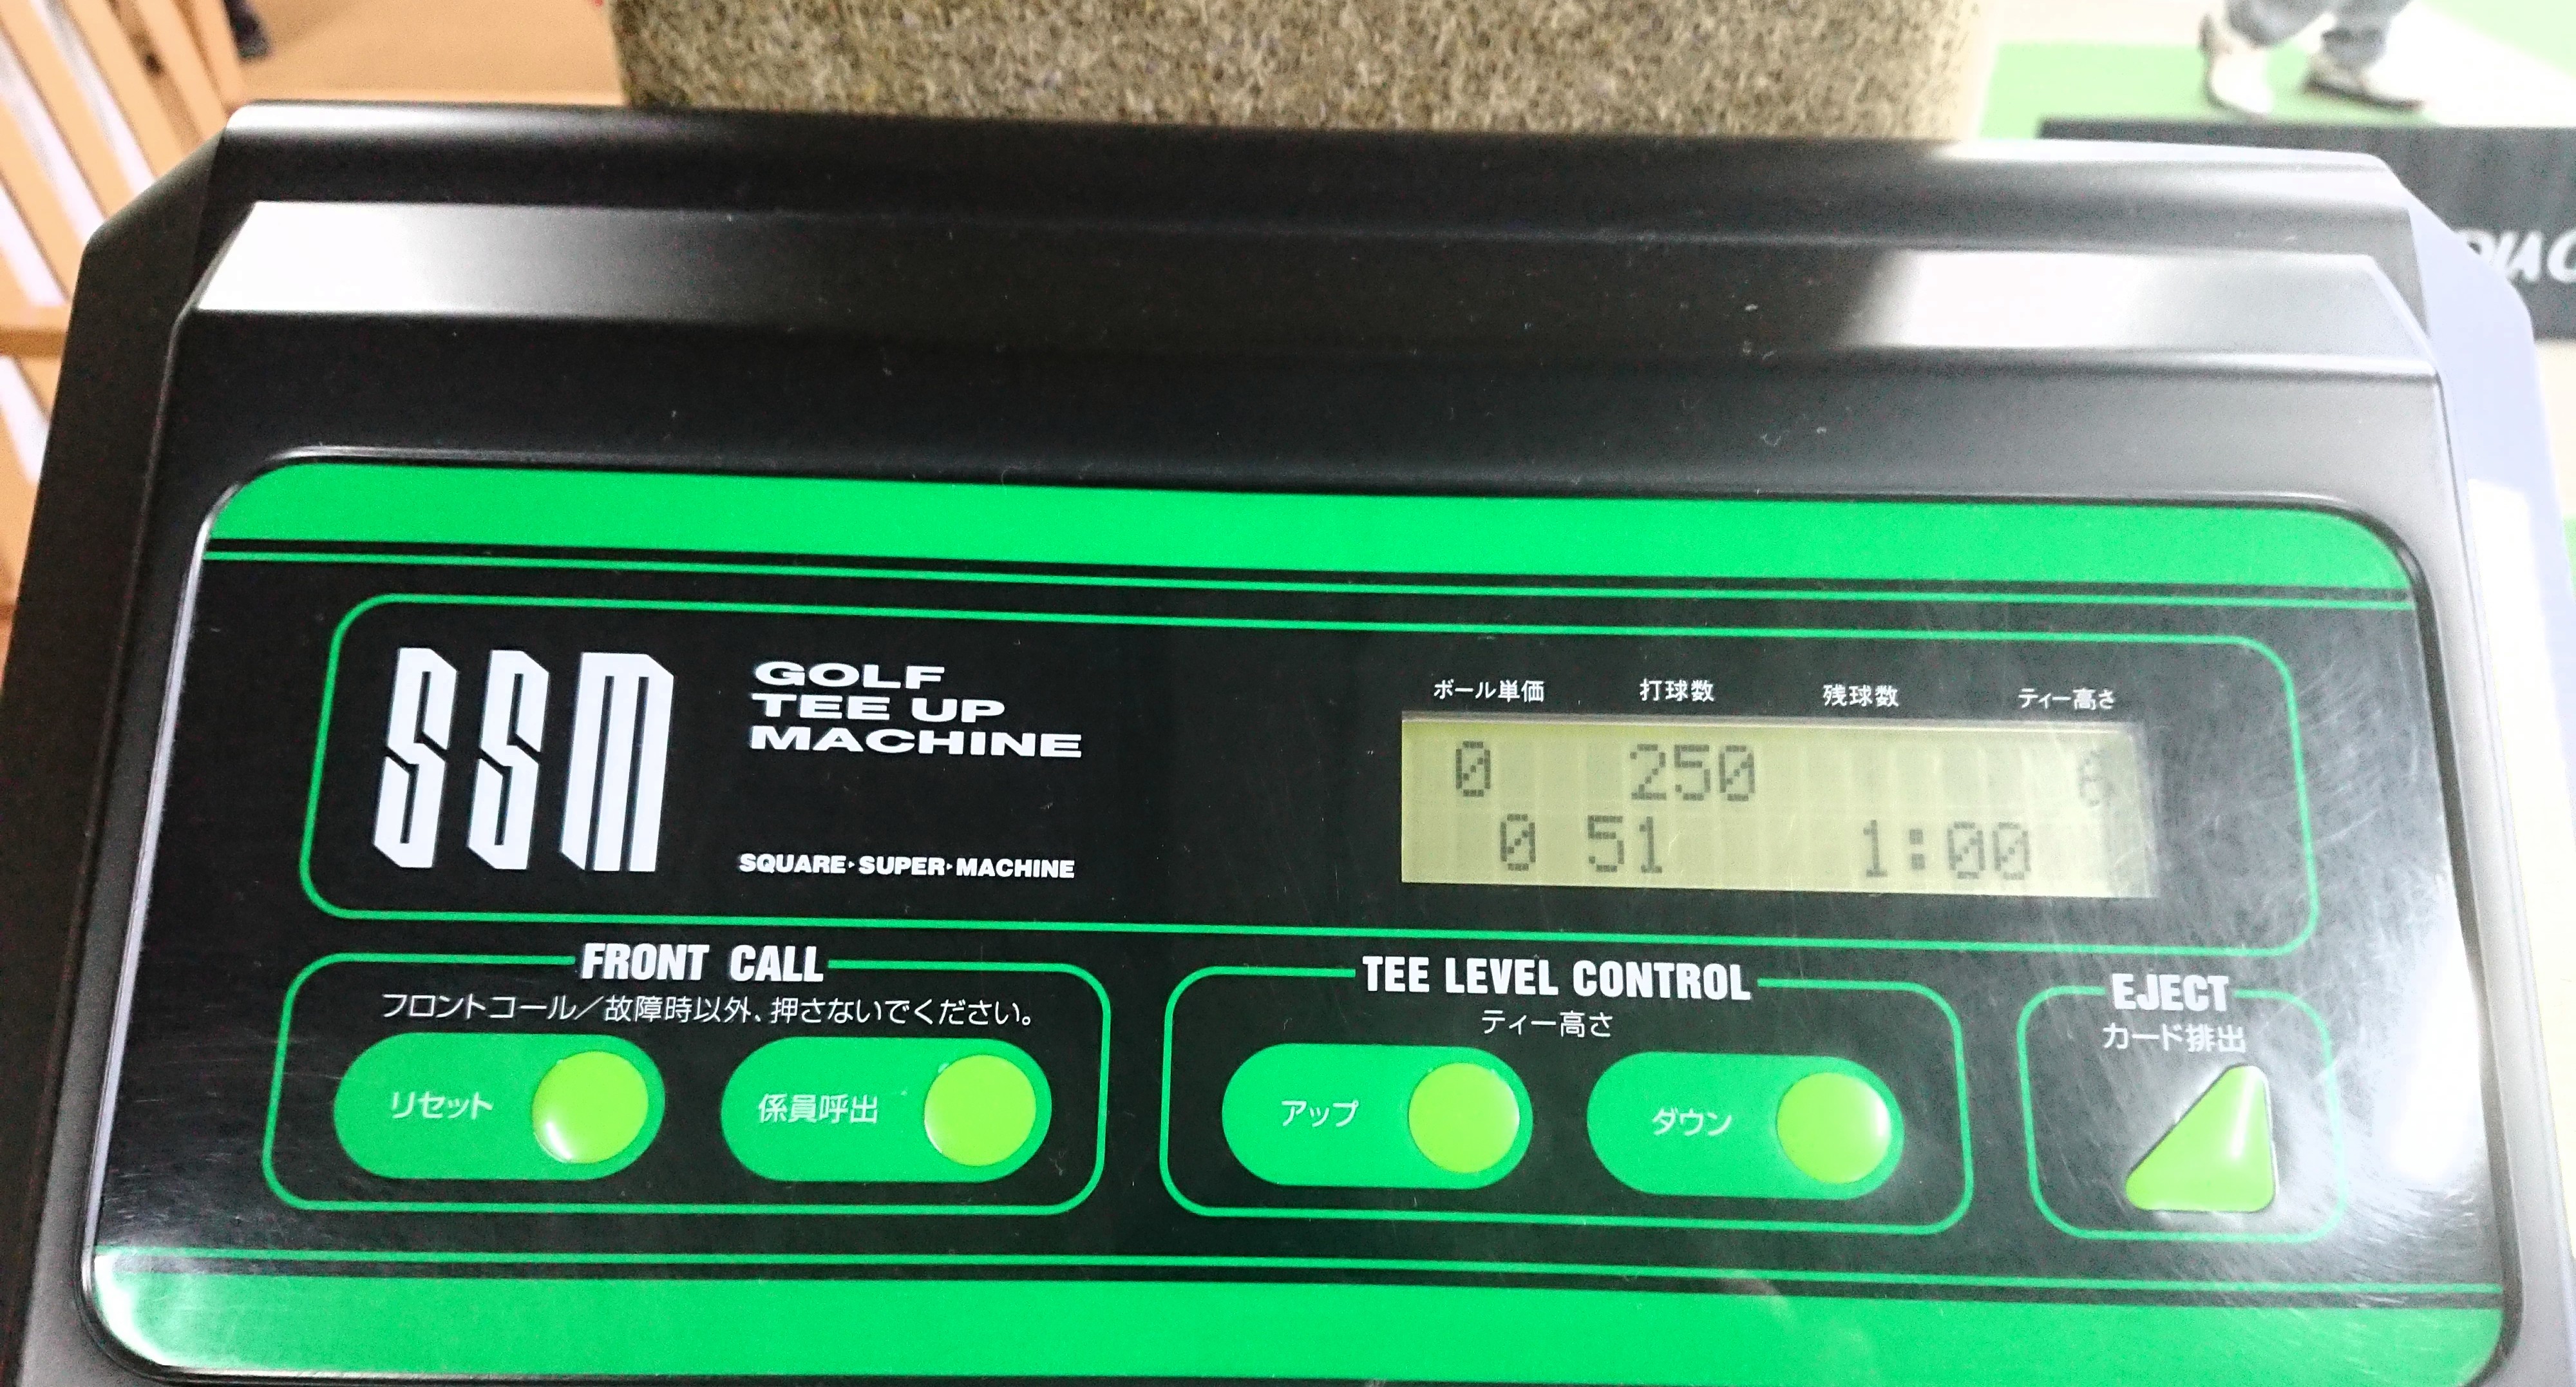 SSM
GOLF
TEE UP
MACHINE
SQUARE・SUPER・MACHINE
ボール単価 打球数 残球数 ティー高さ
0 250 6
0 51 1:00
FRONT CALL
フロントコール/故障時以外、押さないでください。
リセット 係員呼出
TEE LEVEL CONTROL
ティー高さ
アップ ダウン
EJECT
カード排出